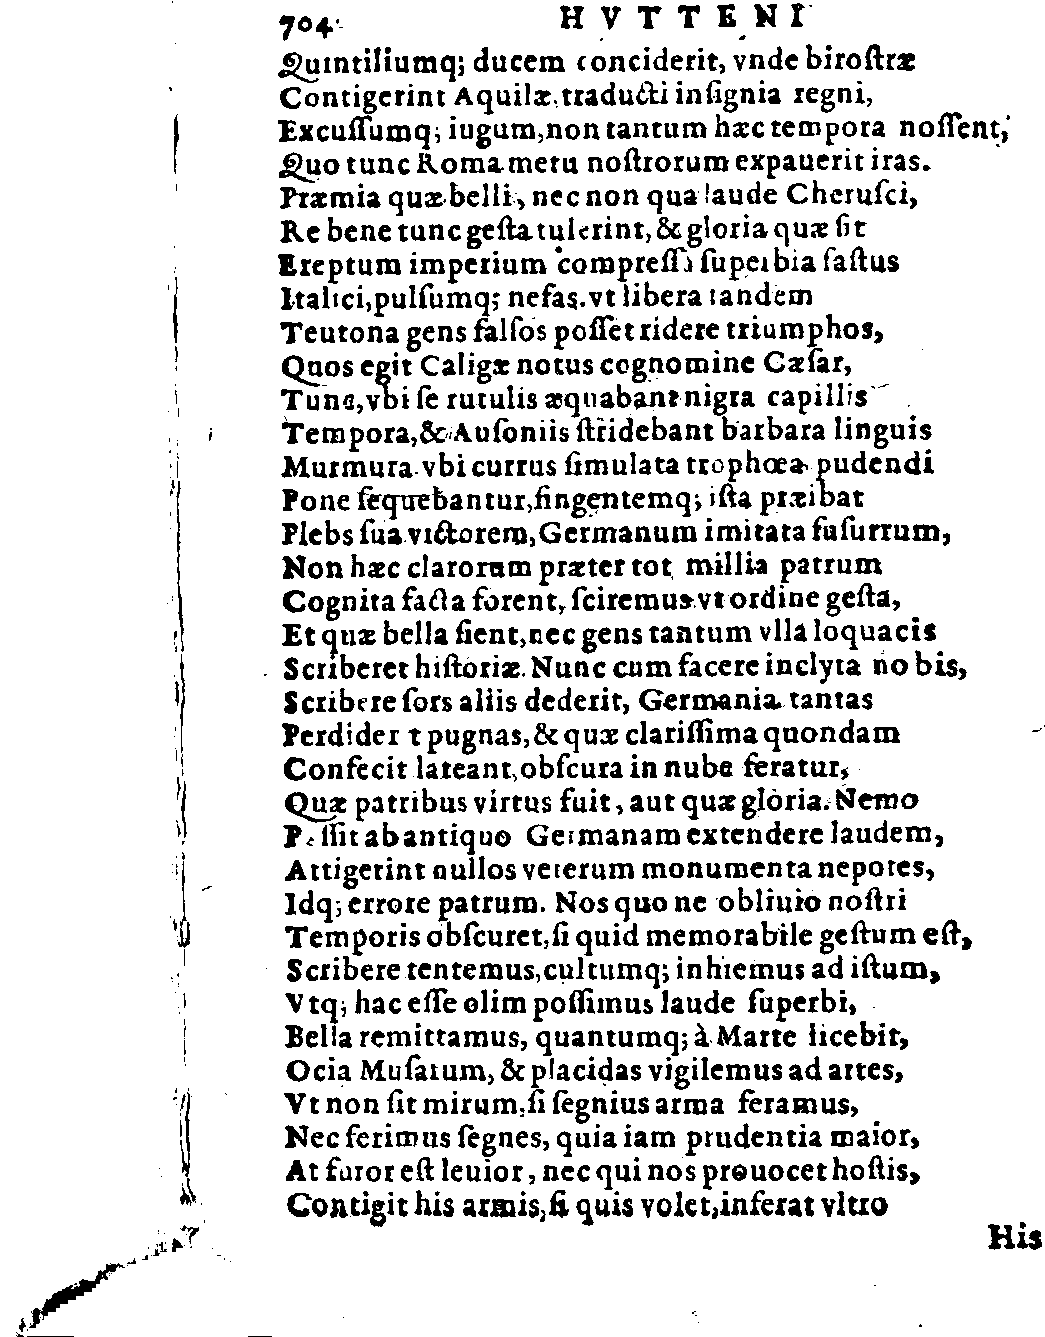 704 HVTTENI
Quintiliumq; ducem conciderit, vnde biroſtræ
Contigerint Aquilæ, traducti inſignia regni,
Excuſſumq; iugum, non tantum hæc tempora noſſent,
Quo tunc Roma metu noſtrorum expauerit iras.
Præmia quæ belli, nec non qua laude Cheruſci,
Re bene tunc geſta tulerint, & gloria quæ ſit
Ereptum imperium compreſſi ſuperbia faſtus
Italici, pulſumq; nefas. vt libera tandem
Teutona gens falſos poſſet ridere triumphos,
Quos egit Caligæ notus cognomine Cæſar,
Tunc, vbi ſe rutulis æquabant nigra capillis
Tempora, & Auſoniis ſtridebant barbara linguis
Murmura. vbi currus ſimulata trophœa pudendi
Pone ſequebantur, fingentemq; iſta præibat
Plebs ſua victorem, Germanum imitata ſuſurrum,
Non hæc clarorum præter tot millia patrum
Cognita facta forent, ſciremus vt ordine geſta,
Et quæ bella ſient, nec gens tantum vlla loquacis
Scriberet hiſtoriæ. Nunc cum facere inclyta nobis,
Scribere ſors aliis dederit, Germania tantas
Perdider t pugnas, & quæ clariſſima quondam
Confecit lateant, obſcura in nube feratur,
Quæ patribus virtus fuit, aut quæ gloria. Nemo
Poſſit ab antiquo Germanam extendere laudem,
Attigerint nullos veterum monumenta nepotes,
Idq; errore patrum. Nos quo ne obliuio noſtri
Temporis obſcuret, ſi quid memorabile geſtum eſt,
Scribere tentemus, cultumq; inhiemus ad iſtum,
Vtq; hac eſſe olim poſſimus laude ſuperbi,
Bella remittamus, quantumq; à Marte licebit,
Ocia Muſarum, & placidas vigilemus ad artes,
Vt non ſit mirum, ſi ſegnius arma feramus,
Nec ferimus ſegnes, quia iam prudentia maior,
At furor eſt leuior, nec qui nos prouocet hoſtis,
Contigit his armis, ſi quis volet, inferat vltro
His